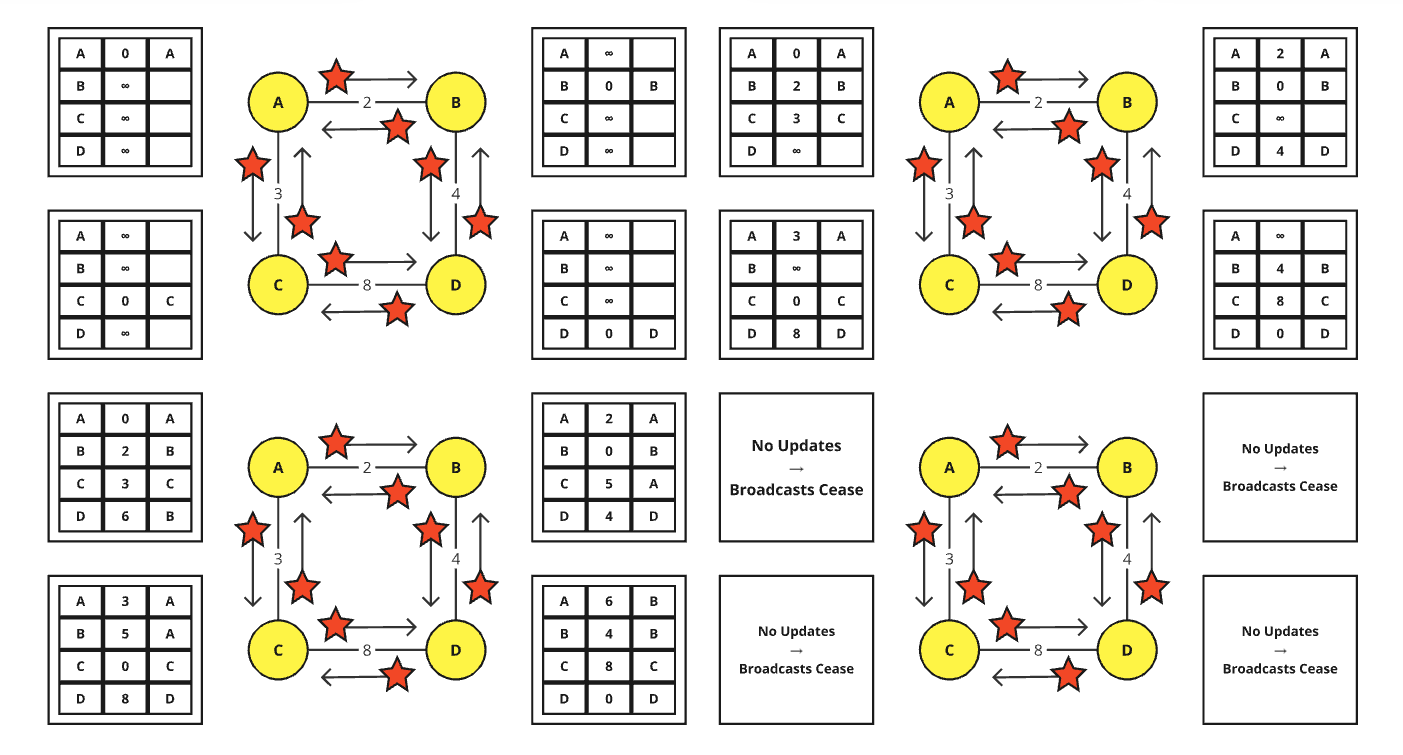 A 0 A
B ∞
C ∞
D ∞
A 2 B
3 4
C 8 D
A ∞
B 0 B
C ∞
D ∞
A ∞
B ∞
C 0 C
D ∞
A ∞
B ∞
C ∞
D 0 D
A 0 A
B 2 B
C 3 C
D ∞
A 2 B
3 4
C 8 D
A 2 A
B 0 B
C ∞
D 4 D
A 3 A
B ∞
C 0 C
D 8 D
A ∞
B 4 B
C 8 C
D 0 D
A 0 A
B 2 B
C 3 C
D 6 B
A 2 B
3 4
C 8 D
A 2 A
B 0 B
C 5 A
D 4 D
A 3 A
B 5 A
C 0 C
D 8 D
A 6 B
B 4 B
C 8 C
D 0 D
No Updates
→
Broadcasts Cease
A 2 B
3 4
C 8 D
No Updates
→
Broadcasts Cease
No Updates
→
Broadcasts Cease
No Updates
→
Broadcasts Cease